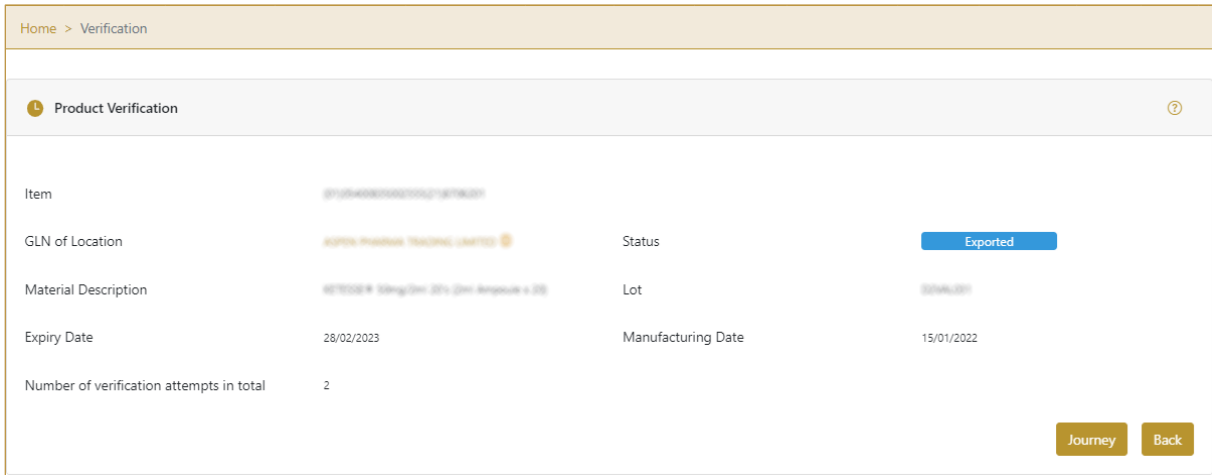 Home > Verification
Product Verification
Item
GLN of Location
Status
Exported
Material Description
Lot
Expiry Date
28/02/2023
Manufacturing Date
15/01/2022
Number of verification attempts in total
2
Journey
Back